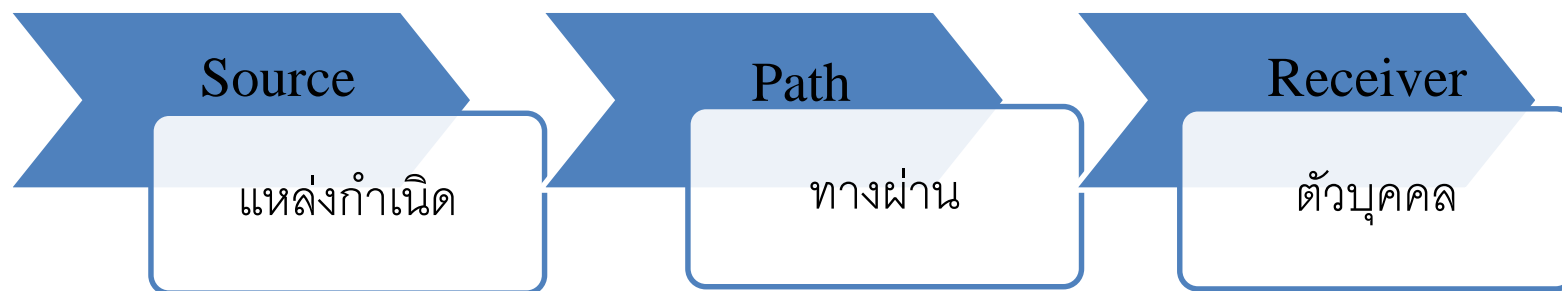 Source
แหล่งกำเนิด
Path
ทางผ่าน
Receiver
ตัวบุคคล